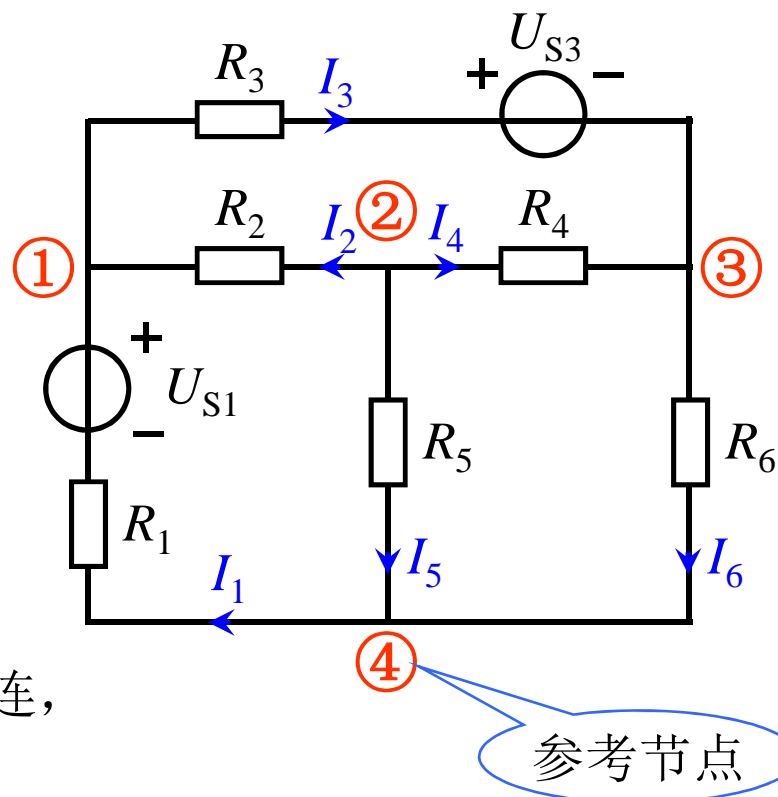 U_S3
+ −
R_3 I_3
R_2 I_2 ② I_4 R_4
① ③
+
U_S1
−
R_5 R_6
R_1
I_1 I_5 I_6
④
连，
参考节点